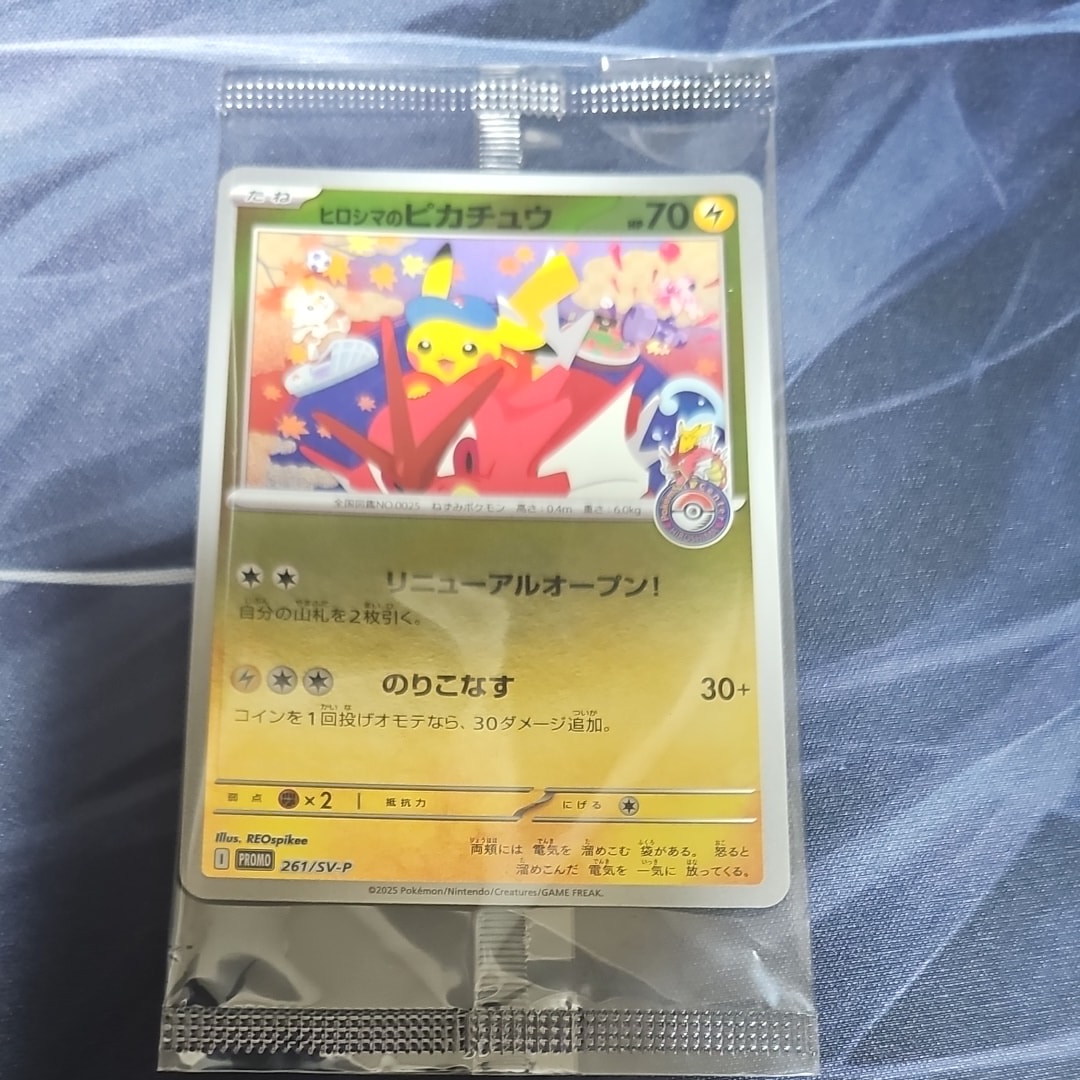 たね
ヒロシマのピカチュウ HP 70
全国図鑑NO.0025 ねずみポケモン 高さ:0.4m 重さ:6.0kg
リニューアルオープン!
自分の山札を2枚引く。
のりこなす 30+
コインを1回投げオモテなら、30ダメージ追加。
弱点 ×2 抵抗力 にげる
Illus. REOspikee
I PROMO 261/SV-P
両頬には 電気を 溜めこむ 袋がある。 怒ると
溜めこんだ 電気を 一気に 放ってくる。
©2025 Pokémon/Nintendo/Creatures/GAME FREAK.